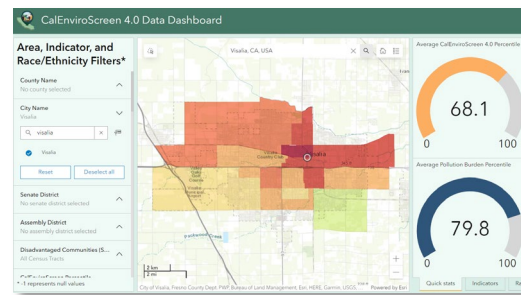 CalEnviroScreen 4.0 Data Dashboard
Area, Indicator, and
Race/Ethnicity Filters*
County Name
No county selected
City Name
Visalia
visalia
Visalia
Reset
Deselect all
Senate District
No senate district selected
Assembly District
No assembly district selected
Disadvantaged Communities (S...
All Census Tracts
* -1 represents null values
Visalia, CA, USA
Visalia
2 km
2 mi
City of Visalia, Fresno County Dept. PWP, Bureau of Land Management, Esri, HERE, Garmin, USGS,
Powered by Esri
Average CalEnviroScreen 4.0 Percentile
68.1
0
100
Average Pollution Burden Percentile
79.8
0
100
Quick stats
Indicators